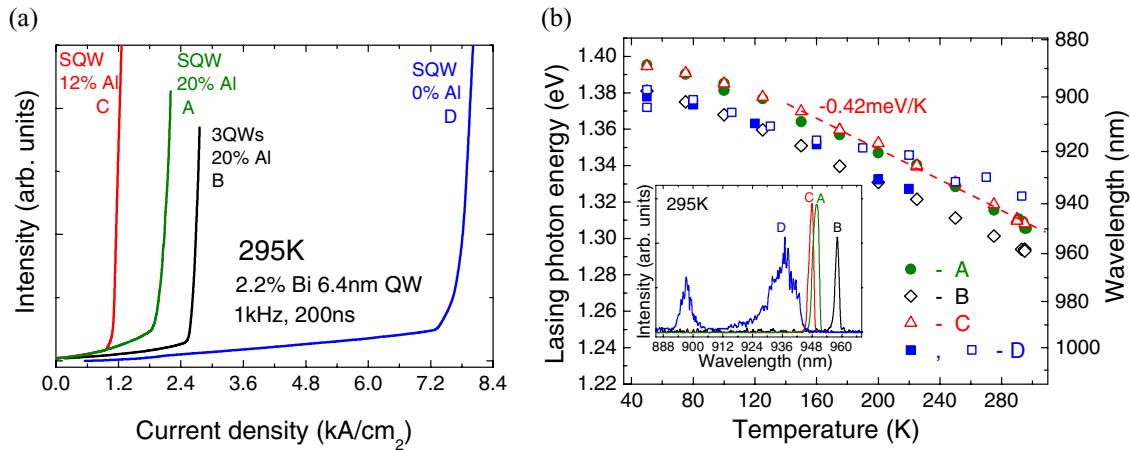 (a)
Intensity (arb. units)
SQW
12% Al
C
SQW
20% Al
A
3QWs
20% Al
B
SQW
0% Al
D
295K
2.2% Bi 6.4nm QW
1kHz, 200ns
0.0 1.2 2.4 3.6 4.8 6.0 7.2 8.4
Current density (kA/cm2)
(b)
Lasing photon energy (eV)
1.40
1.38
1.36
1.34
1.32
1.30
1.28
1.26
1.24
1.22
-0.42meV/K
295K
Intensity (arb. units)
D
C A
B
888 900 912 924 936 948 960
Wavelength (nm)
- A
- B
- C
, - D
40 80 120 160 200 240 280
Temperature (K)
880
900
920
940
960
980
1000
Wavelength (nm)